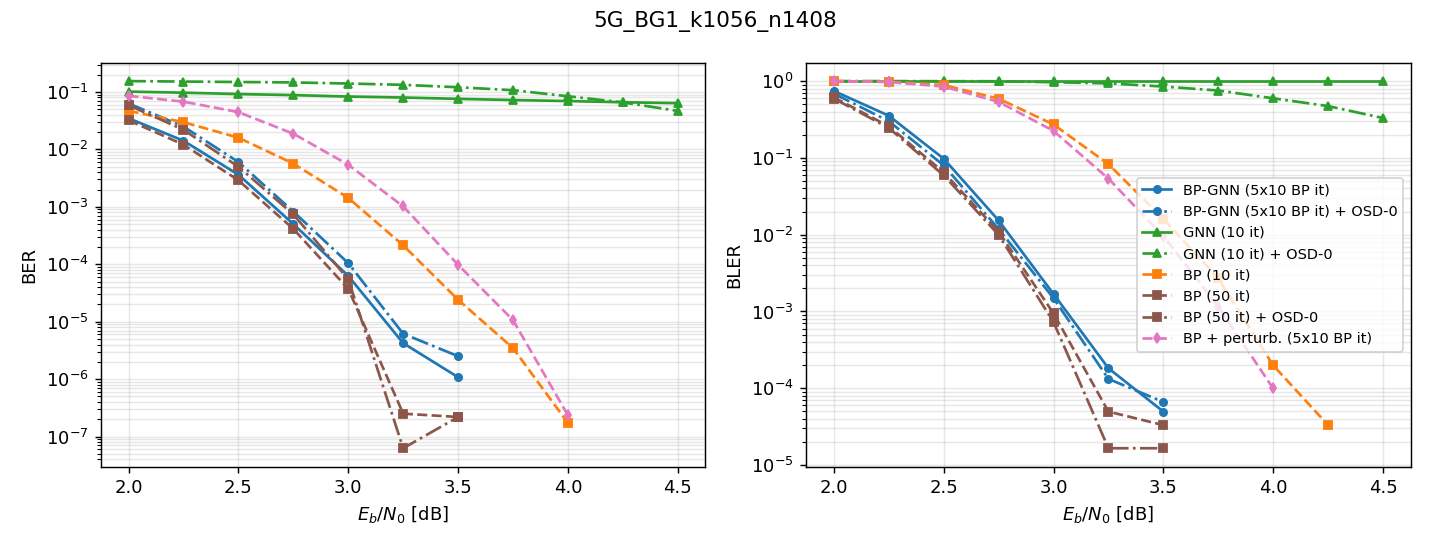 5G_BG1_k1056_n1408
BER
10⁻¹
10⁻²
10⁻³
10⁻⁴
10⁻⁵
10⁻⁶
10⁻⁷
2.0 2.5 3.0 3.5 4.0 4.5
E_b/N_0 [dB]
BLER
10⁰
10⁻¹
10⁻²
10⁻³
10⁻⁴
10⁻⁵
2.0 2.5 3.0 3.5 4.0 4.5
E_b/N_0 [dB]
BP-GNN (5x10 BP it)
BP-GNN (5x10 BP it) + OSD-0
GNN (10 it)
GNN (10 it) + OSD-0
BP (10 it)
BP (50 it)
BP (50 it) + OSD-0
BP + perturb. (5x10 BP it)